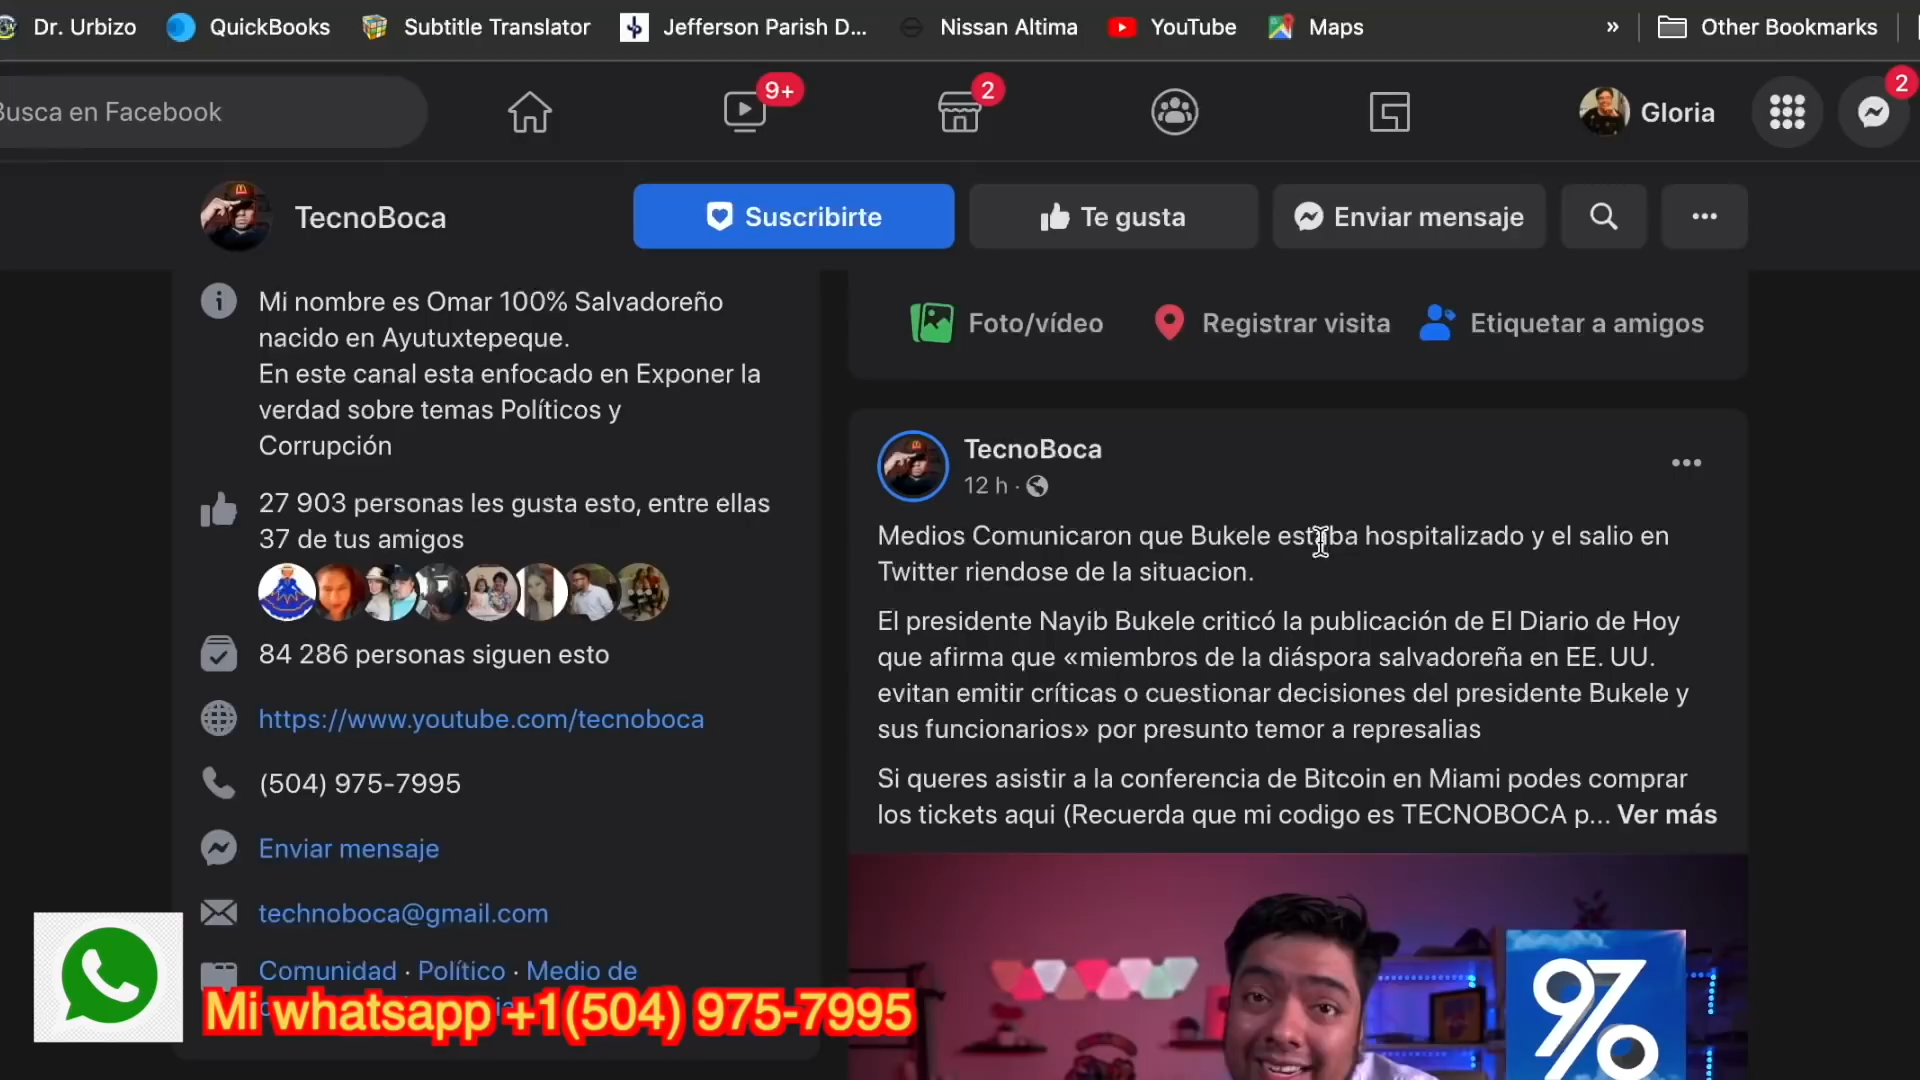 Dr. Urbizo QuickBooks Subtitle Translator Jefferson Parish D... Nissan Altima YouTube Maps » Other Bookmarks
Busca en Facebook 9+ 2 Gloria 2
TecnoBoca Suscribirte Te gusta Enviar mensaje
Mi nombre es Omar 100% Salvadoreño
nacido en Ayutuxtepeque.
En este canal esta enfocado en Exponer la
verdad sobre temas Políticos y
Corrupción
27 903 personas les gusta esto, entre ellas
37 de tus amigos
84 286 personas siguen esto
https://www.youtube.com/tecnoboca
(504) 975-7995
Enviar mensaje
technoboca@gmail.com
Comunidad · Político · Medio de
Mi whatsapp +1(504) 975-7995
Foto/vídeo Registrar visita Etiquetar a amigos
TecnoBoca
12 h ·
Medios Comunicaron que Bukele estaba hospitalizado y el salio en
Twitter riendose de la situacion.
El presidente Nayib Bukele criticó la publicación de El Diario de Hoy
que afirma que «miembros de la diáspora salvadoreña en EE. UU.
evitan emitir críticas o cuestionar decisiones del presidente Bukele y
sus funcionarios» por presunto temor a represalias
Si queres asistir a la conferencia de Bitcoin en Miami podes comprar
los tickets aqui (Recuerda que mi codigo es TECNOBOCA p... Ver más
97%